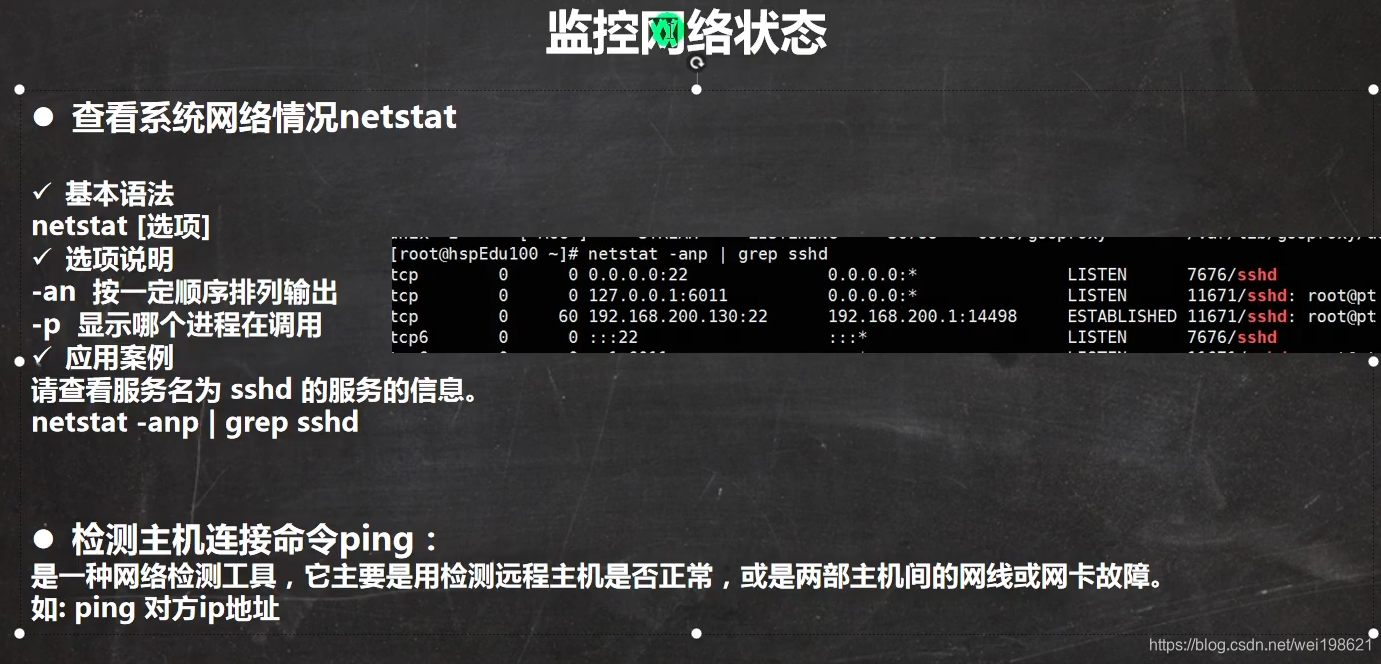 监控网络状态
● 查看系统网络情况netstat
✓ 基本语法
netstat [选项]
✓ 选项说明
-an 按一定顺序排列输出
-p 显示哪个进程在调用
✓ 应用案例
请查看服务名为 sshd 的服务的信息。
netstat -anp | grep sshd
[root@hspEdu100 ~]# netstat -anp | grep sshd
tcp 0 0 0.0.0.0:22 0.0.0.0:* LISTEN 7676/sshd
tcp 0 0 127.0.0.1:6011 0.0.0.0:* LISTEN 11671/sshd: root@pt
tcp 0 60 192.168.200.130:22 192.168.200.1:14498 ESTABLISHED 11671/sshd: root@pt
tcp6 0 0 :::22 :::* LISTEN 7676/sshd
● 检测主机连接命令ping：
是一种网络检测工具，它主要是用检测远程主机是否正常，或是两部主机间的网线或网卡故障。
如: ping 对方ip地址
https://blog.csdn.net/wei198621